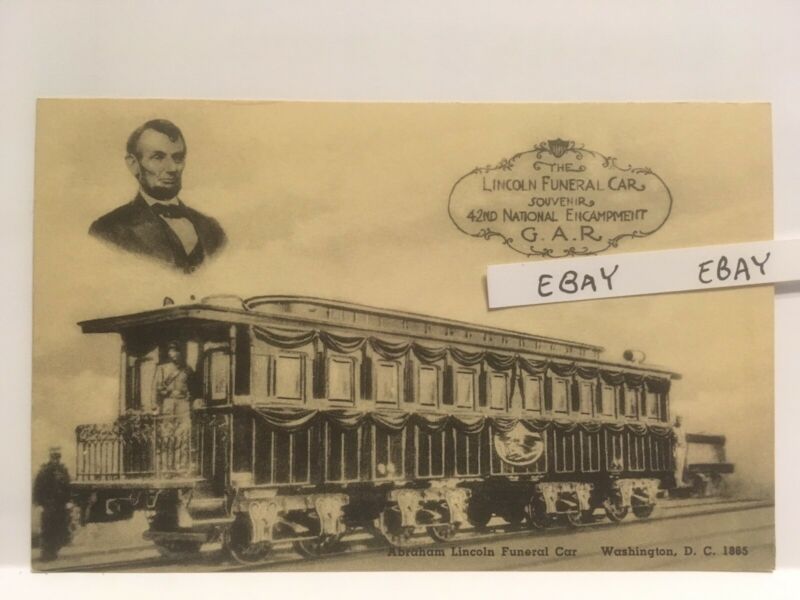 THE
LINCOLN FUNERAL CAR
SOUVENIR
42ND NATIONAL ENCAMPMENT
G. A. R.
EBAY EBAY
Abraham Lincoln Funeral Car Washington, D. C. 1865